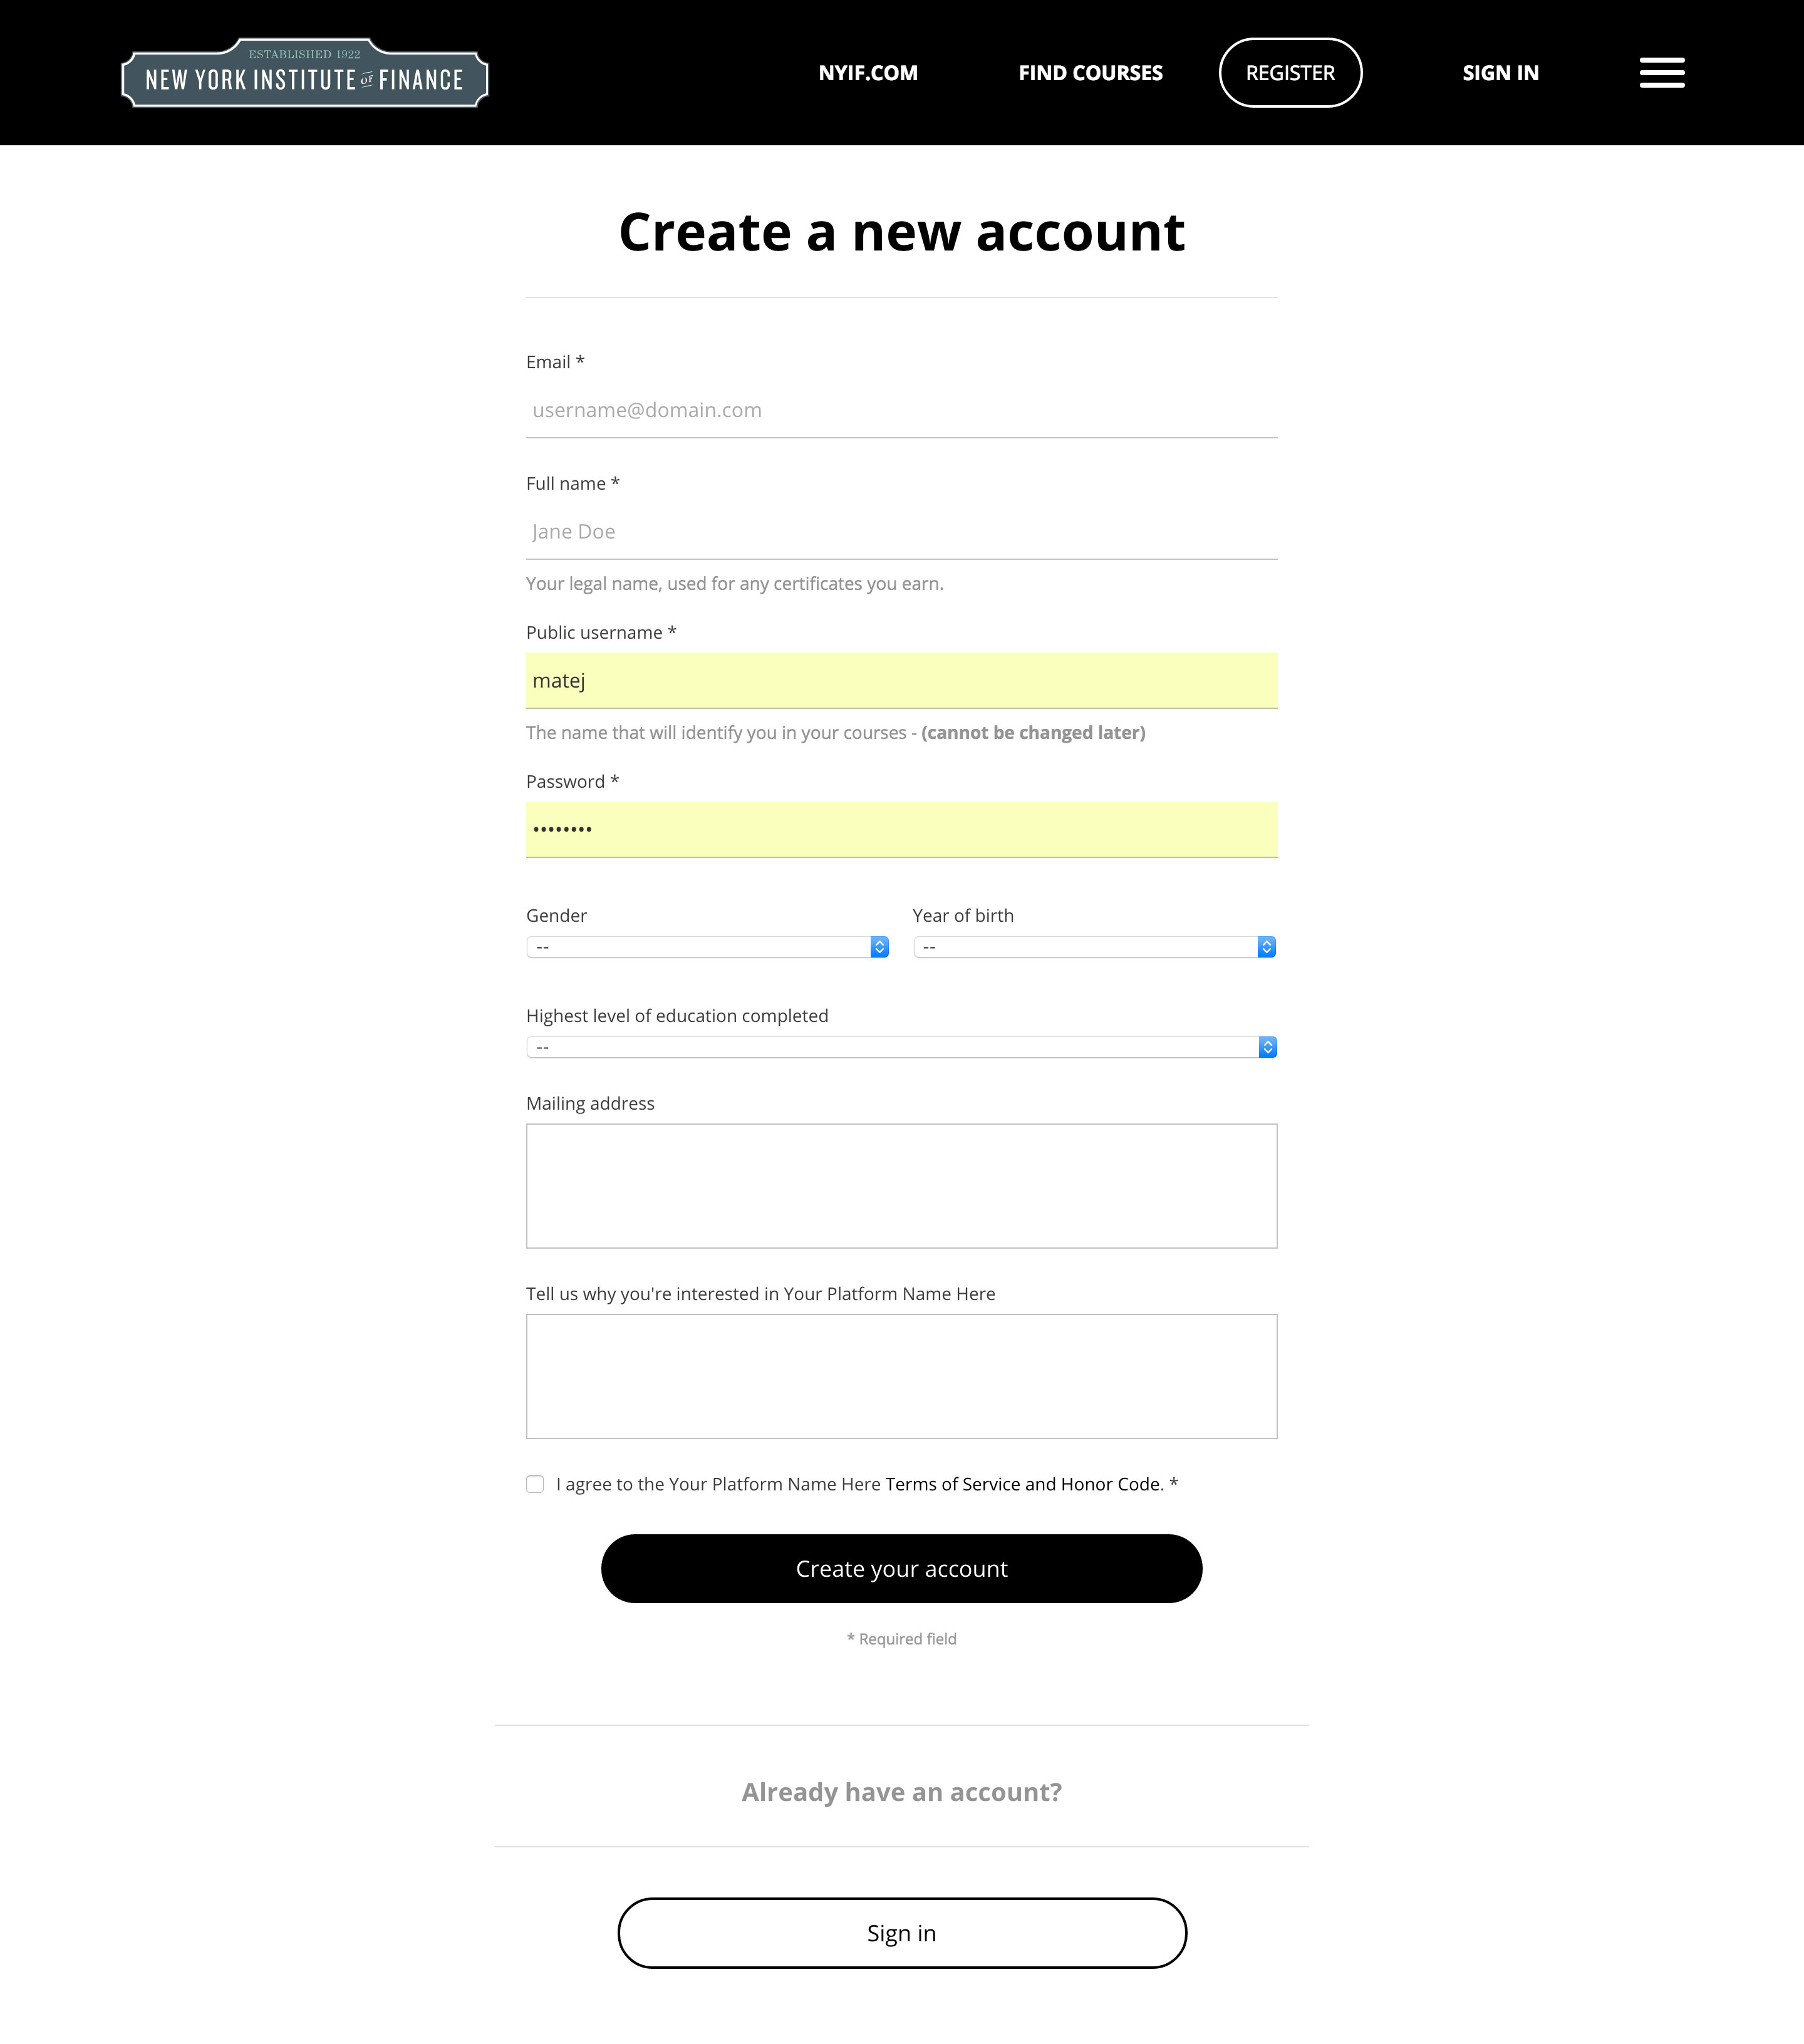 ESTABLISHED 1922
NEW YORK INSTITUTE OF FINANCE
NYIF.COM
FIND COURSES
REGISTER
SIGN IN
Create a new account
Email *
username@domain.com
Full name *
Jane Doe
Your legal name, used for any certificates you earn.
Public username *
matej
The name that will identify you in your courses - (cannot be changed later)
Password *
••••••••
Gender
Year of birth
--
--
Highest level of education completed
--
Mailing address
Tell us why you're interested in Your Platform Name Here
I agree to the Your Platform Name Here Terms of Service and Honor Code. *
Create your account
* Required field
Already have an account?
Sign in